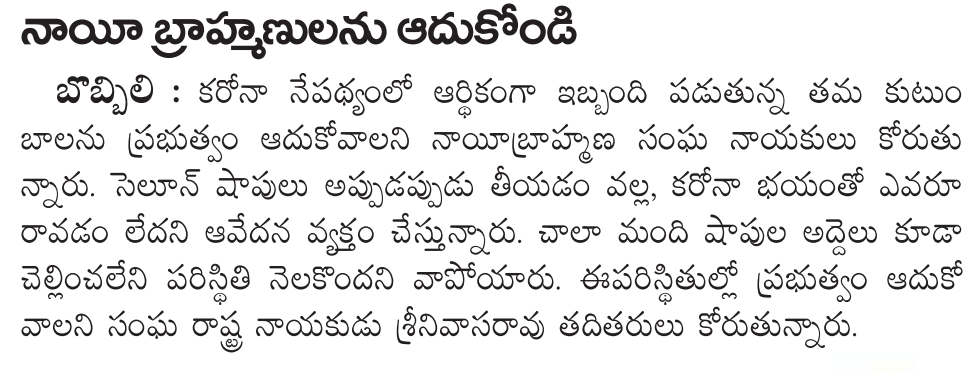 నాయీ బ్రాహ్మణులను ఆదుకోండి
బొబ్బిలి : కరోనా నేపథ్యంలో ఆర్థికంగా ఇబ్బంది పడుతున్న తమ కుటుం
బాలను ప్రభుత్వం ఆదుకోవాలని నాయీబ్రాహ్మణ సంఘ నాయకులు కోరుతు
న్నారు. సెలూన్ షాపులు అప్పుడప్పుడు తీయడం వల్ల, కరోనా భయంతో ఎవరూ
రావడం లేదని ఆవేదన వ్యక్తం చేస్తున్నారు. చాలా మంది షాపుల అద్దెలు కూడా
చెల్లించలేని పరిస్థితి నెలకొందని వాపోయారు. ఈపరిస్థితుల్లో ప్రభుత్వం ఆదుకో
వాలని సంఘ రాష్ట్ర నాయకుడు శ్రీనివాసరావు తదితరులు కోరుతున్నారు.